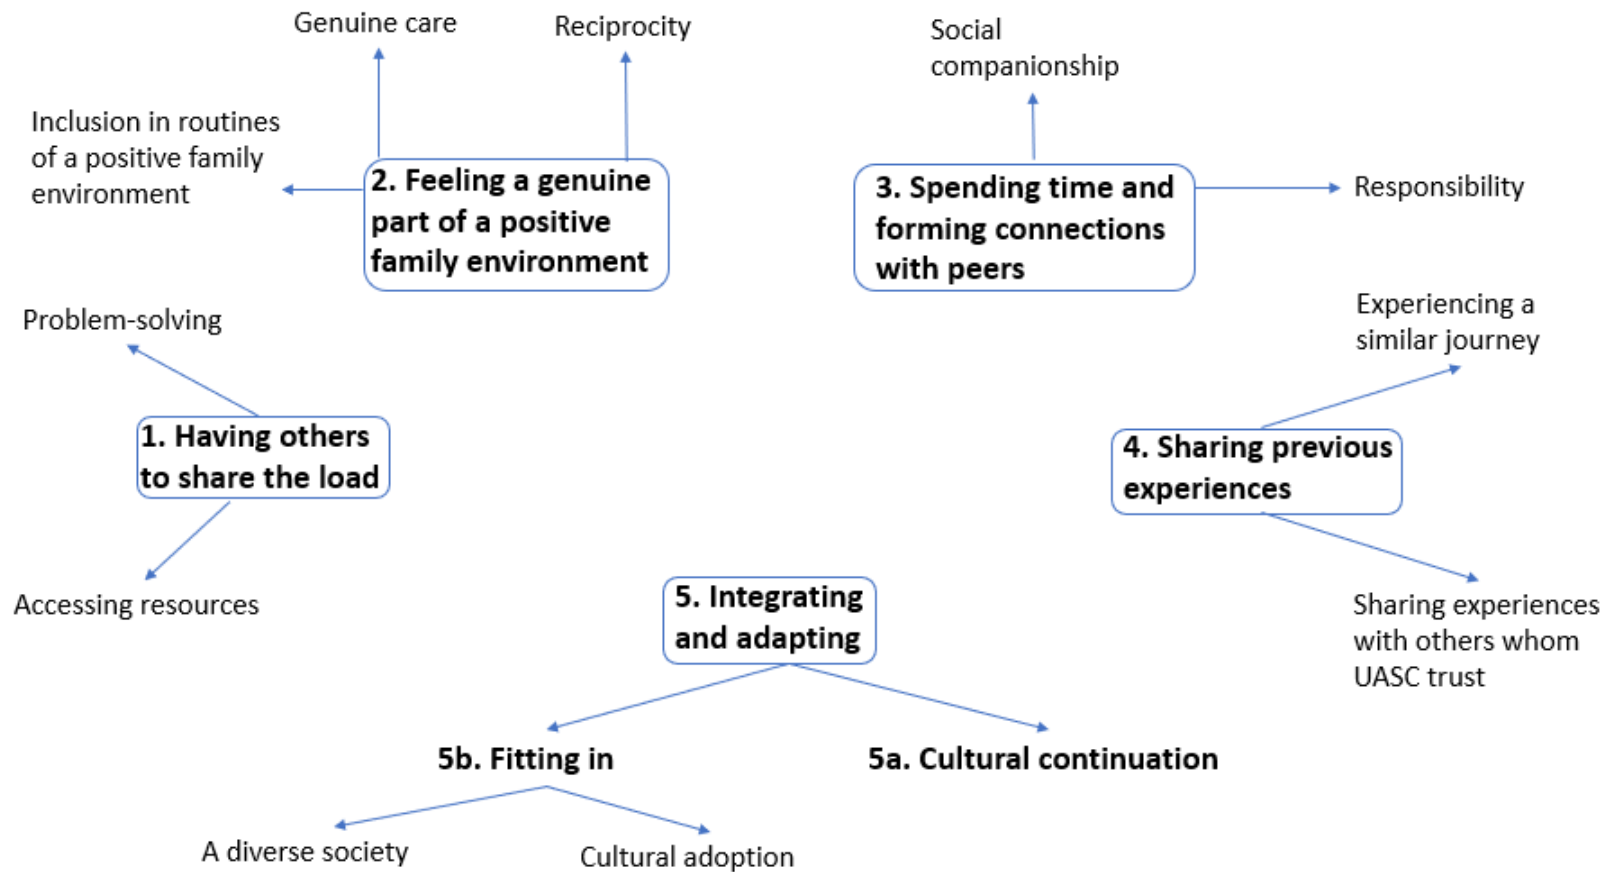 Genuine care
Reciprocity
Social
companionship
Inclusion in routines
of a positive family
environment
2. Feeling a genuine
part of a positive
family environment
3. Spending time and
forming connections
with peers
Responsibility
Problem-solving
Experiencing a
similar journey
1. Having others
to share the load
4. Sharing previous
experiences
Accessing resources
5. Integrating
and adapting
Sharing experiences
with others whom
UASC trust
5b. Fitting in
5a. Cultural continuation
A diverse society
Cultural adoption